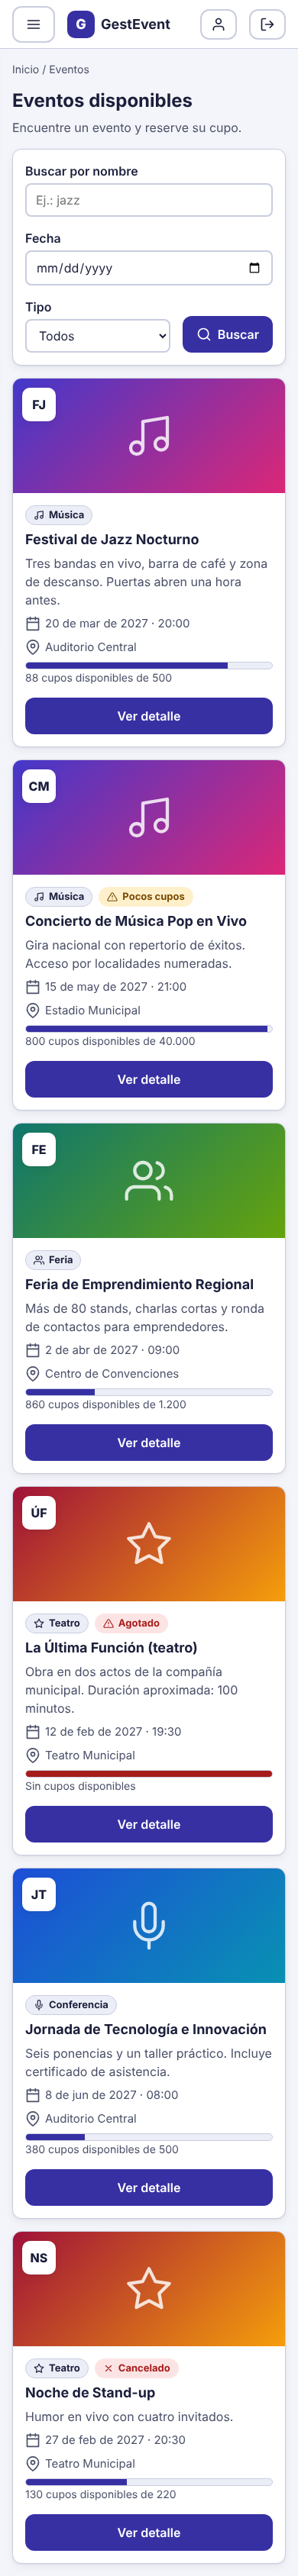 G GestEvent
Inicio / Eventos
Eventos disponibles
Encuentre un evento y reserve su cupo.
Buscar por nombre
Ej.: jazz
Fecha
mm/dd/yyyy
Tipo
Todos
Buscar
FJ
Música
Festival de Jazz Nocturno
Tres bandas en vivo, barra de café y zona
de descanso. Puertas abren una hora
antes.
20 de mar de 2027 · 20:00
Auditorio Central
88 cupos disponibles de 500
Ver detalle
CM
Música Pocos cupos
Concierto de Música Pop en Vivo
Gira nacional con repertorio de éxitos.
Acceso por localidades numeradas.
15 de may de 2027 · 21:00
Estadio Municipal
800 cupos disponibles de 40.000
Ver detalle
FE
Feria
Feria de Emprendimiento Regional
Más de 80 stands, charlas cortas y ronda
de contactos para emprendedores.
2 de abr de 2027 · 09:00
Centro de Convenciones
860 cupos disponibles de 1.200
Ver detalle
ÚF
Teatro Agotado
La Última Función (teatro)
Obra en dos actos de la compañía
municipal. Duración aproximada: 100
minutos.
12 de feb de 2027 · 19:30
Teatro Municipal
Sin cupos disponibles
Ver detalle
JT
Conferencia
Jornada de Tecnología e Innovación
Seis ponencias y un taller práctico. Incluye
certificado de asistencia.
8 de jun de 2027 · 08:00
Auditorio Central
380 cupos disponibles de 500
Ver detalle
NS
Teatro Cancelado
Noche de Stand-up
Humor en vivo con cuatro invitados.
27 de feb de 2027 · 20:30
Teatro Municipal
130 cupos disponibles de 220
Ver detalle